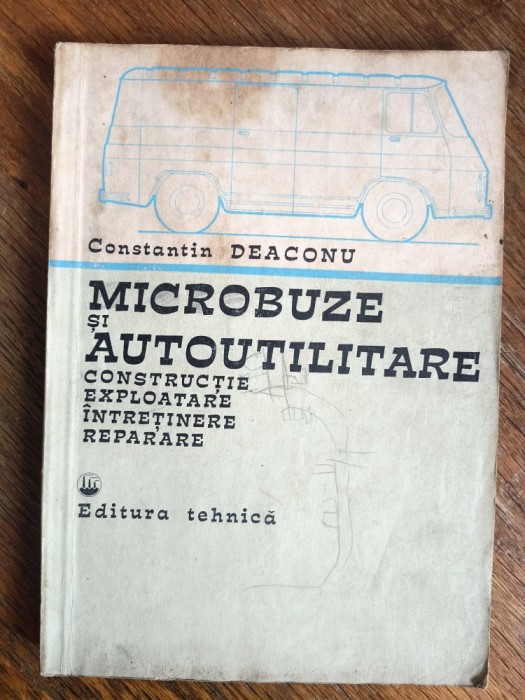 Constantin DEACONU
MICROBUZE
ȘI
AUTOUTILITARE
CONSTRUCȚIE
EXPLOATARE
ÎNTREȚINERE
REPARARE
Editura tehnică